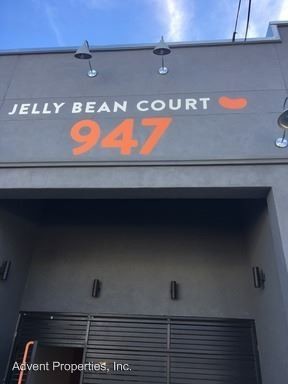 JELLY BEAN COURT
947
Advent Properties, Inc.